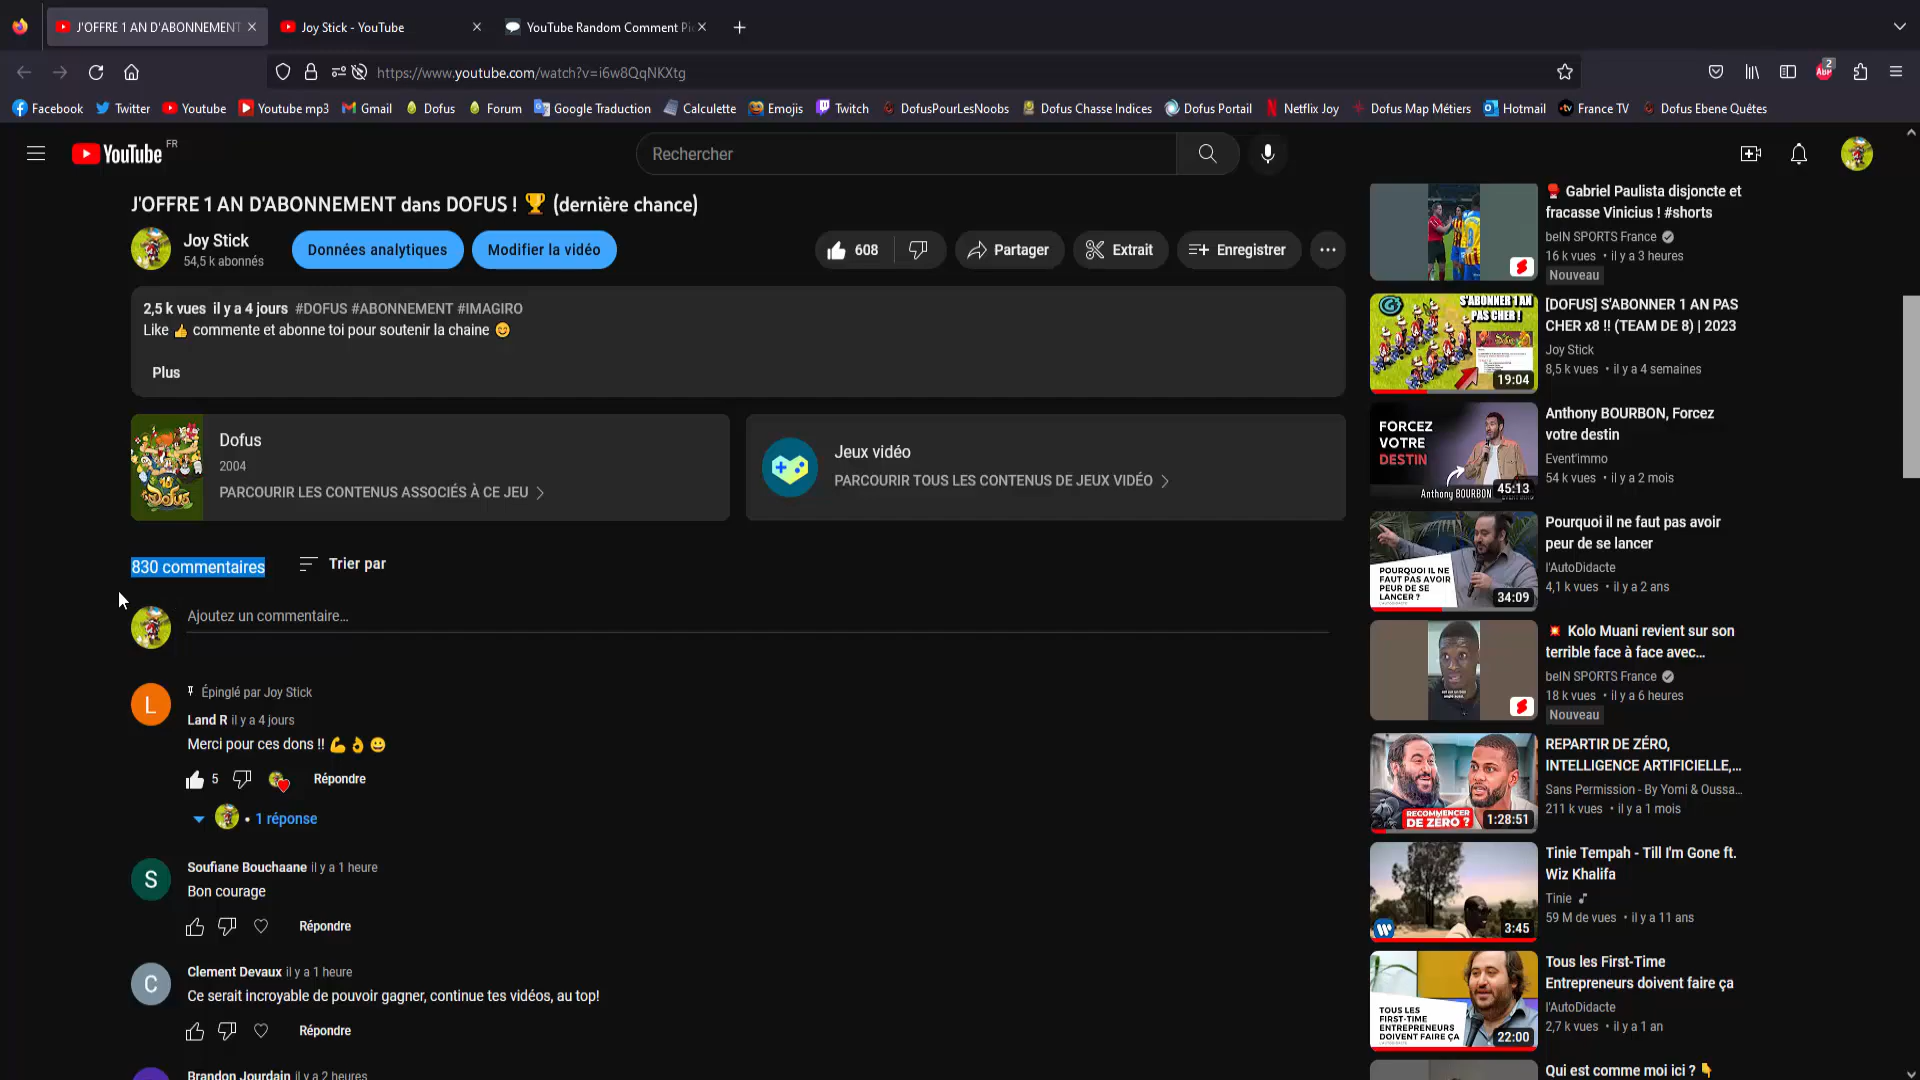 J'OFFRE 1 AN D'ABONNEMENT
Joy Stick - YouTube
YouTube Random Comment Pi
https://www.youtube.com/watch?v=i6w8QqNKXtg
2
ABP
Facebook
Twitter
Youtube
Youtube mp3
Gmail
Dofus
Forum
Google Traduction
Calculette
Emojis
Twitch
DofusPourLesNoobs
Dofus Chasse Indices
Dofus Portail
Netflix Joy
Dofus Map Métiers
Hotmail
France TV
Dofus Ebene Quêtes
YouTube FR
Rechercher
J'OFFRE 1 AN D'ABONNEMENT dans DOFUS ! 🏆 (dernière chance)
Joy Stick
54,5 k abonnés
Données analytiques
Modifier la vidéo
608
Partager
Extrait
Enregistrer
2,5 k vues il y a 4 jours #DOFUS #ABONNEMENT #IMAGIRO
Like 👍 commente et abonne toi pour soutenir la chaine 😊
Plus
DOFUS
Dofus
2004
PARCOURIR LES CONTENUS ASSOCIÉS À CE JEU
Jeux vidéo
PARCOURIR TOUS LES CONTENUS DE JEUX VIDÉO
830 commentaires
Trier par
Ajoutez un commentaire...
L
Épinglé par Joy Stick
Land R il y a 4 jours
Merci pour ces dons !! 💪 👌 😀
5
Répondre
• 1 réponse
S
Soufiane Bouchaane il y a 1 heure
Bon courage
Répondre
C
Clement Devaux il y a 1 heure
Ce serait incroyable de pouvoir gagner, continue tes vidéos, au top!
Répondre
Brandon Jourdain il y a 2 heures
🥊 Gabriel Paulista disjoncte et
fracasse Vinicius ! #shorts
beIN SPORTS France
16 k vues • il y a 3 heures
Nouveau
S'ABONNER 1 AN
PAS CHER !
19:04
[DOFUS] S'ABONNER 1 AN PAS
CHER x8 !! (TEAM DE 8) | 2023
Joy Stick
8,5 k vues • il y a 4 semaines
FORCEZ
VOTRE
DESTIN
Anthony BOURBON
45:13
Anthony BOURBON, Forcez
votre destin
Event'immo
54 k vues • il y a 2 mois
POURQUOI IL NE
FAUT PAS AVOIR
PEUR DE SE
LANCER ?
34:09
Pourquoi il ne faut pas avoir
peur de se lancer
l'AutoDidacte
4,1 k vues • il y a 2 ans
💥 Kolo Muani revient sur son
terrible face à face avec...
beIN SPORTS France
18 k vues • il y a 6 heures
Nouveau
RECOMMENCER
DE ZÉRO ?
1:28:51
REPARTIR DE ZÉRO,
INTELLIGENCE ARTIFICIELLE,...
Sans Permission - By Yomi & Oussa...
211 k vues • il y a 1 mois
W
3:45
Tinie Tempah - Till I'm Gone ft.
Wiz Khalifa
Tinie
59 M de vues • il y a 11 ans
TOUS LES
FIRST-TIME
ENTREPRENEURS
DOIVENT FAIRE ÇA
22:00
Tous les First-Time
Entrepreneurs doivent faire ça
l'AutoDidacte
2,7 k vues • il y a 1 an
Qui est comme moi ici ? 👇